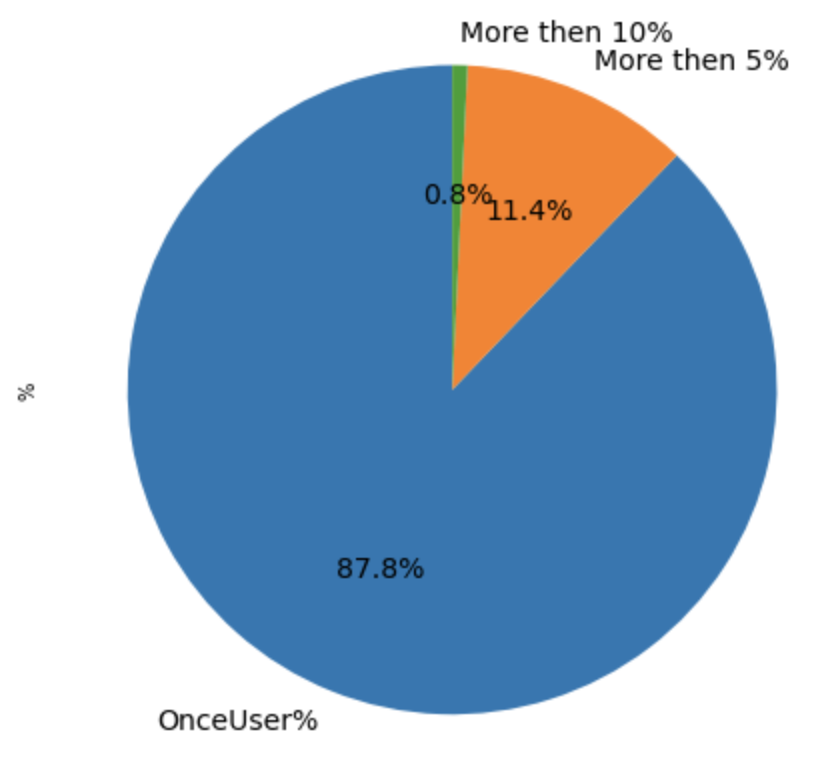 More then 10%
More then 5%
0.8%
11.4%
%
87.8%
OnceUser%